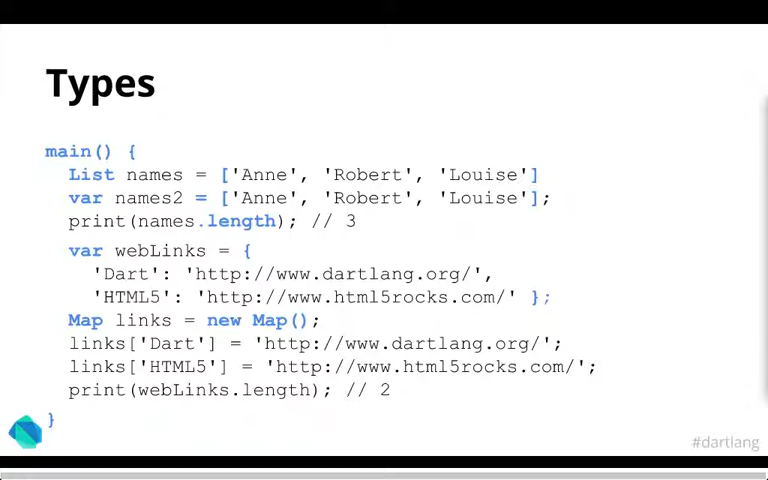 Types
main() {
List names = ['Anne', 'Robert', 'Louise']
var names2 = ['Anne', 'Robert', 'Louise'];
print(names.length); // 3
var webLinks = {
'Dart': 'http://www.dartlang.org/',
'HTML5': 'http://www.html5rocks.com/' };
Map links = new Map();
links['Dart'] = 'http://www.dartlang.org/';
links['HTML5'] = 'http://www.html5rocks.com/';
print(webLinks.length); // 2
}
#dartlang